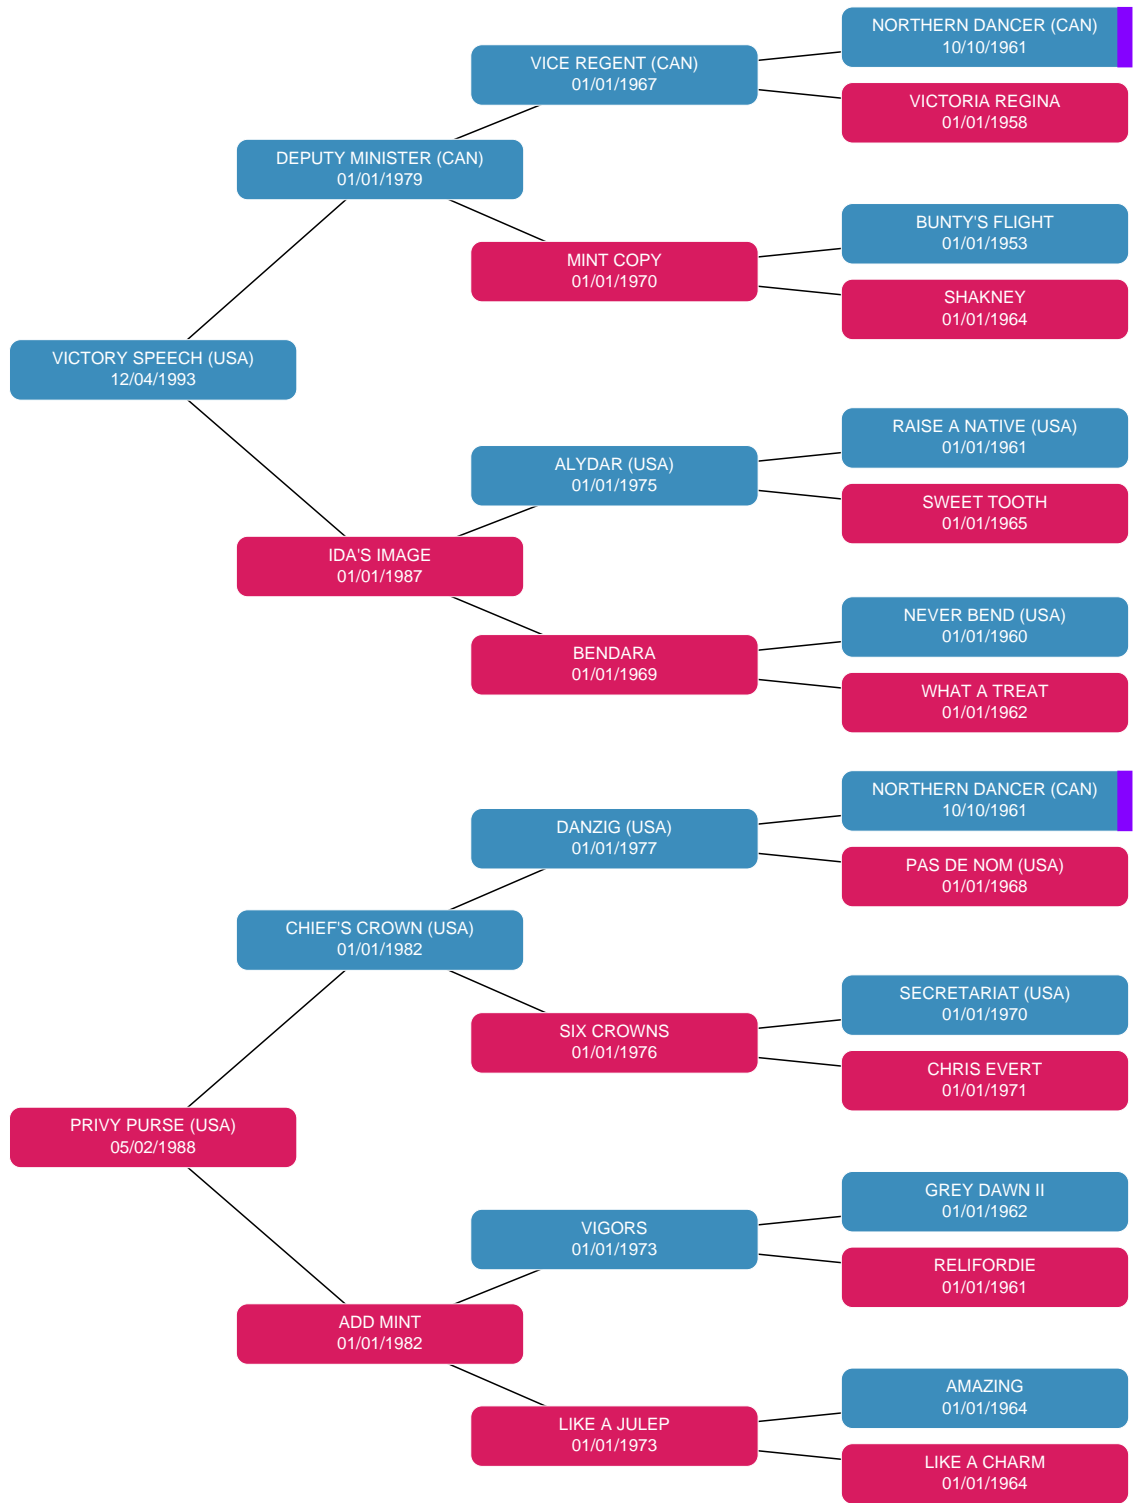 NORTHERN DANCER (CAN)
10/10/1961
VICE REGENT (CAN)
01/01/1967
VICTORIA REGINA
01/01/1958
DEPUTY MINISTER (CAN)
01/01/1979
BUNTY'S FLIGHT
01/01/1953
MINT COPY
01/01/1970
SHAKNEY
01/01/1964
VICTORY SPEECH (USA)
12/04/1993
RAISE A NATIVE (USA)
01/01/1961
ALYDAR (USA)
01/01/1975
SWEET TOOTH
01/01/1965
IDA'S IMAGE
01/01/1987
NEVER BEND (USA)
01/01/1960
BENDARA
01/01/1969
WHAT A TREAT
01/01/1962
NORTHERN DANCER (CAN)
10/10/1961
DANZIG (USA)
01/01/1977
PAS DE NOM (USA)
01/01/1968
CHIEF'S CROWN (USA)
01/01/1982
SECRETARIAT (USA)
01/01/1970
SIX CROWNS
01/01/1976
CHRIS EVERT
01/01/1971
PRIVY PURSE (USA)
05/02/1988
GREY DAWN II
01/01/1962
VIGORS
01/01/1973
RELIFORDIE
01/01/1961
ADD MINT
01/01/1982
AMAZING
01/01/1964
LIKE A JULEP
01/01/1973
LIKE A CHARM
01/01/1964